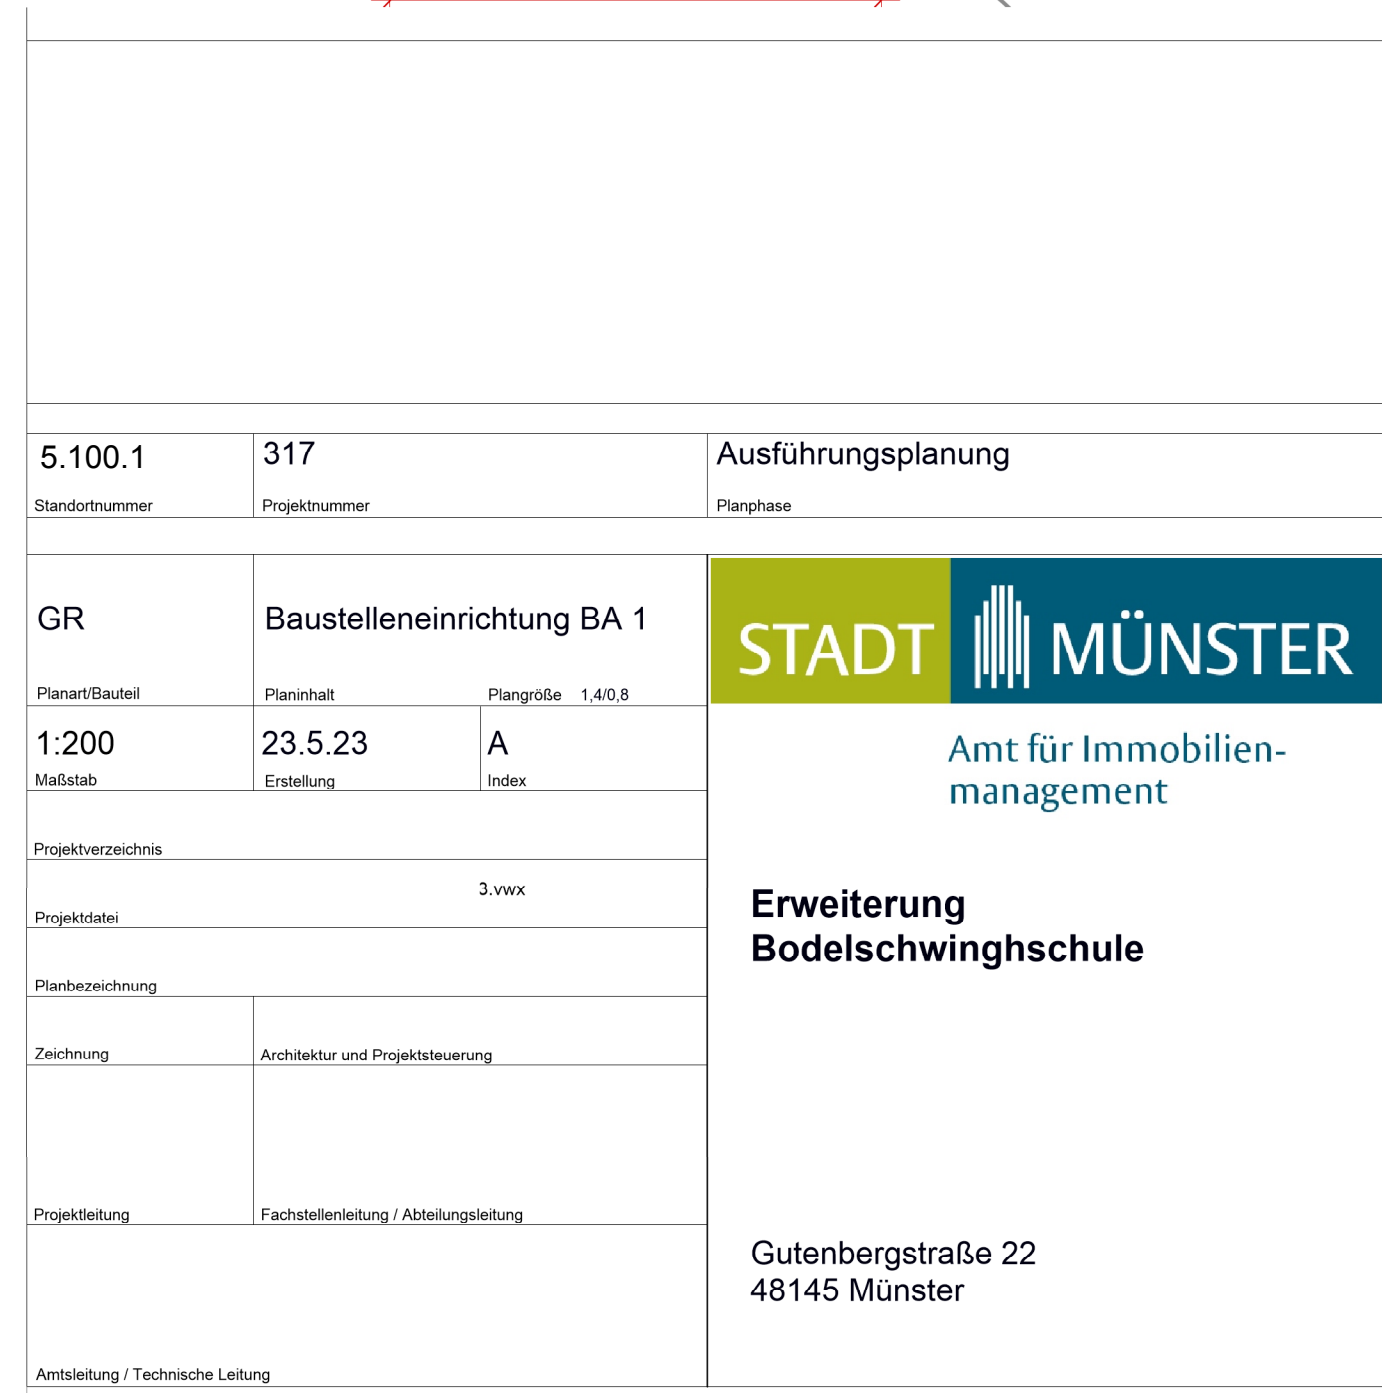 5.100.1
Standortnummer
317
Projektnummer
Ausführungsplanung
Planphase
GR
Planart/Bauteil
Baustelleneinrichtung BA 1
Planinhalt
Plangröße 1,4/0,8
1:200
Maßstab
23.5.23
Erstellung
A
Index
Projektverzeichnis
3.vwx
Projektdatei
Planbezeichnung
Zeichnung
Architektur und Projektsteuerung
Projektleitung
Fachstellenleitung / Abteilungsleitung
Amtsleitung / Technische Leitung
STADT MÜNSTER
Amt für Immobilien-
management
Erweiterung
Bodelschwinghschule
Gutenbergstraße 22
48145 Münster